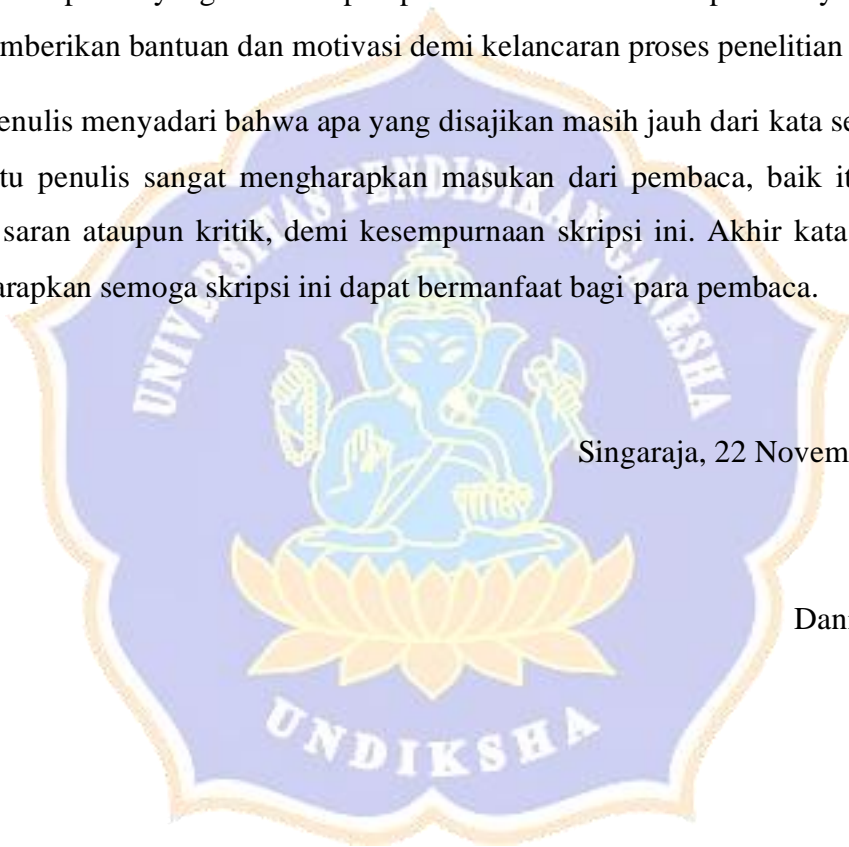 mberikan bantuan dan motivasi demi kelancaran proses penelitian
enulis menyadari bahwa apa yang disajikan masih jauh dari kata se
tu penulis sangat mengharapkan masukan dari pembaca, baik it
saran ataupun kritik, demi kesempurnaan skripsi ini. Akhir kata
arapkan semoga skripsi ini dapat bermanfaat bagi para pembaca.
UNIVERSITAS PENDIDIKAN GANESHA
Singaraja, 22 Novem
Dan
UNDIKSHA